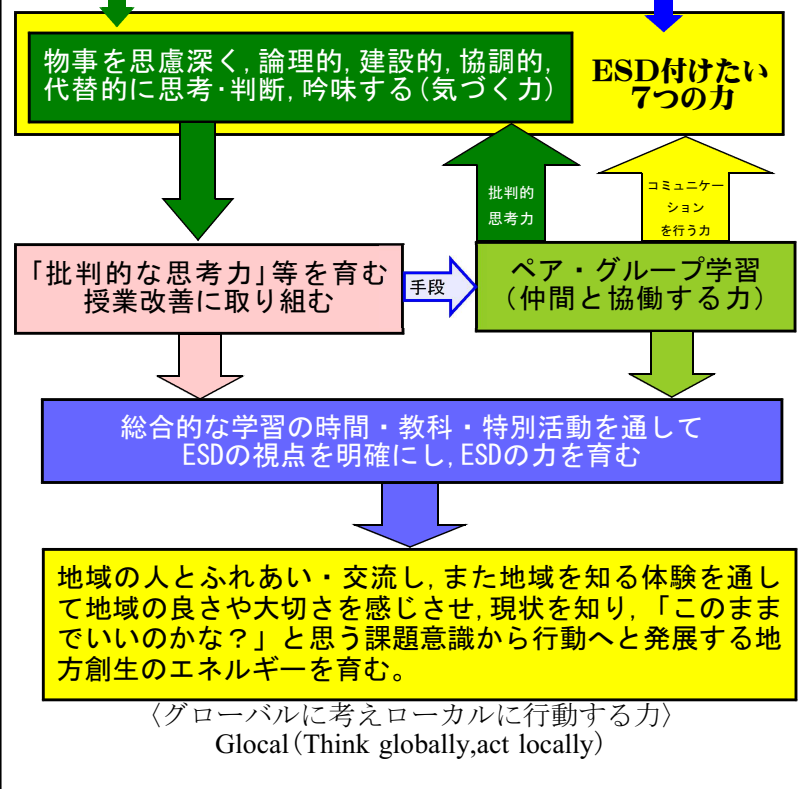 物事を思慮深く,論理的,建設的,協調的,
代替的に思考・判断,吟味する(気づく力)
ESD付けたい
7つの力
批判的
思考力
コミュニケー
ション
を行う力
「批判的な思考力」等を育む
授業改善に取り組む
手段
ペア・グループ学習
(仲間と協働する力)
総合的な学習の時間・教科・特別活動を通して
ESDの視点を明確にし,ESDの力を育む
地域の人とふれあい・交流し,また地域を知る体験を通し
て地域の良さや大切さを感じさせ,現状を知り,「このまま
でいいのかな?」と思う課題意識から行動へと発展する地
方創生のエネルギーを育む。
〈グローバルに考えローカルに行動する力〉
Glocal(Think globally,act locally)